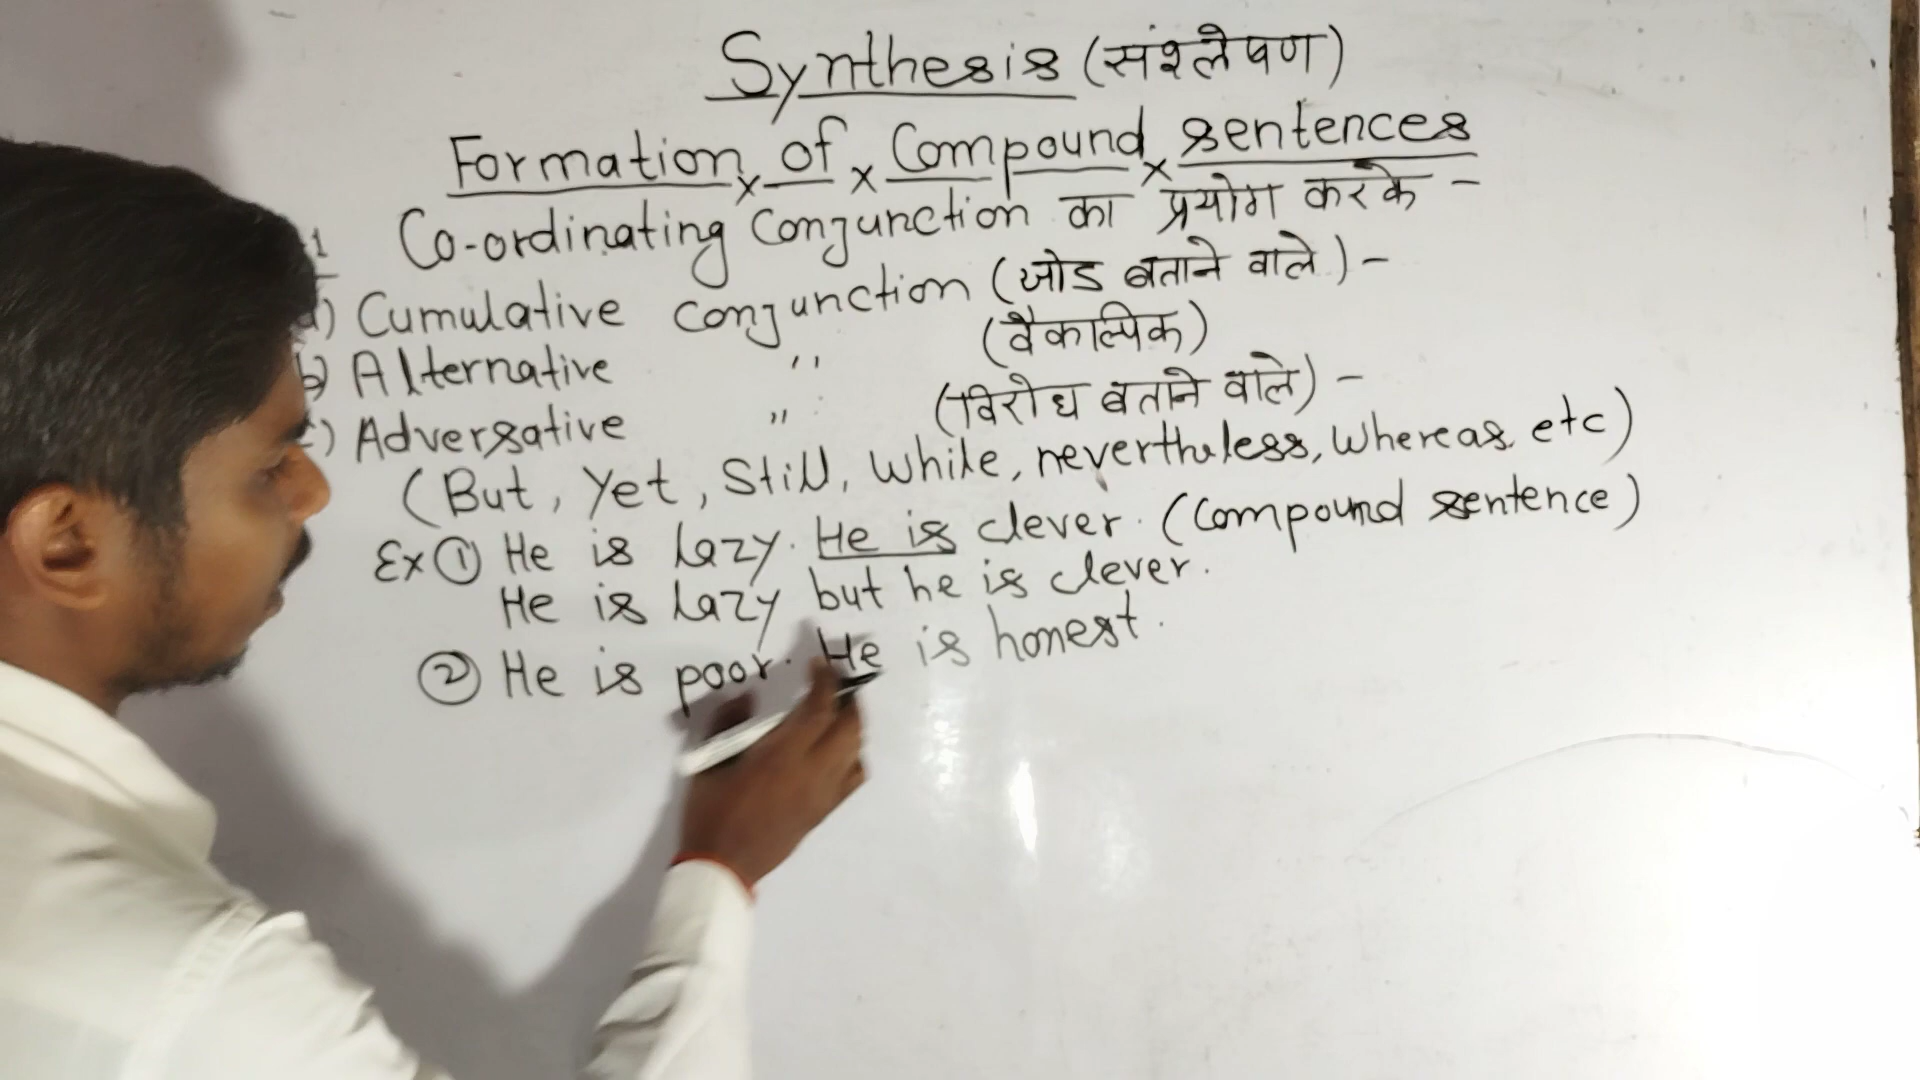 Synthesis (संश्लेषण)
Formation of Compound sentences
1 Co-ordinating Conjunction का प्रयोग करके -
a) Cumulative conjunction (जोड बताने वाले) -
b) Alternative " (वैकल्पिक)
c) Adversative " (विरोध बताने वाले) -
(But, Yet, Still, While, nevertheless, Whereas, etc)
Ex ① He is lazy. He is clever. (Compound sentence)
He is lazy but he is clever.
② He is poor. He is honest.